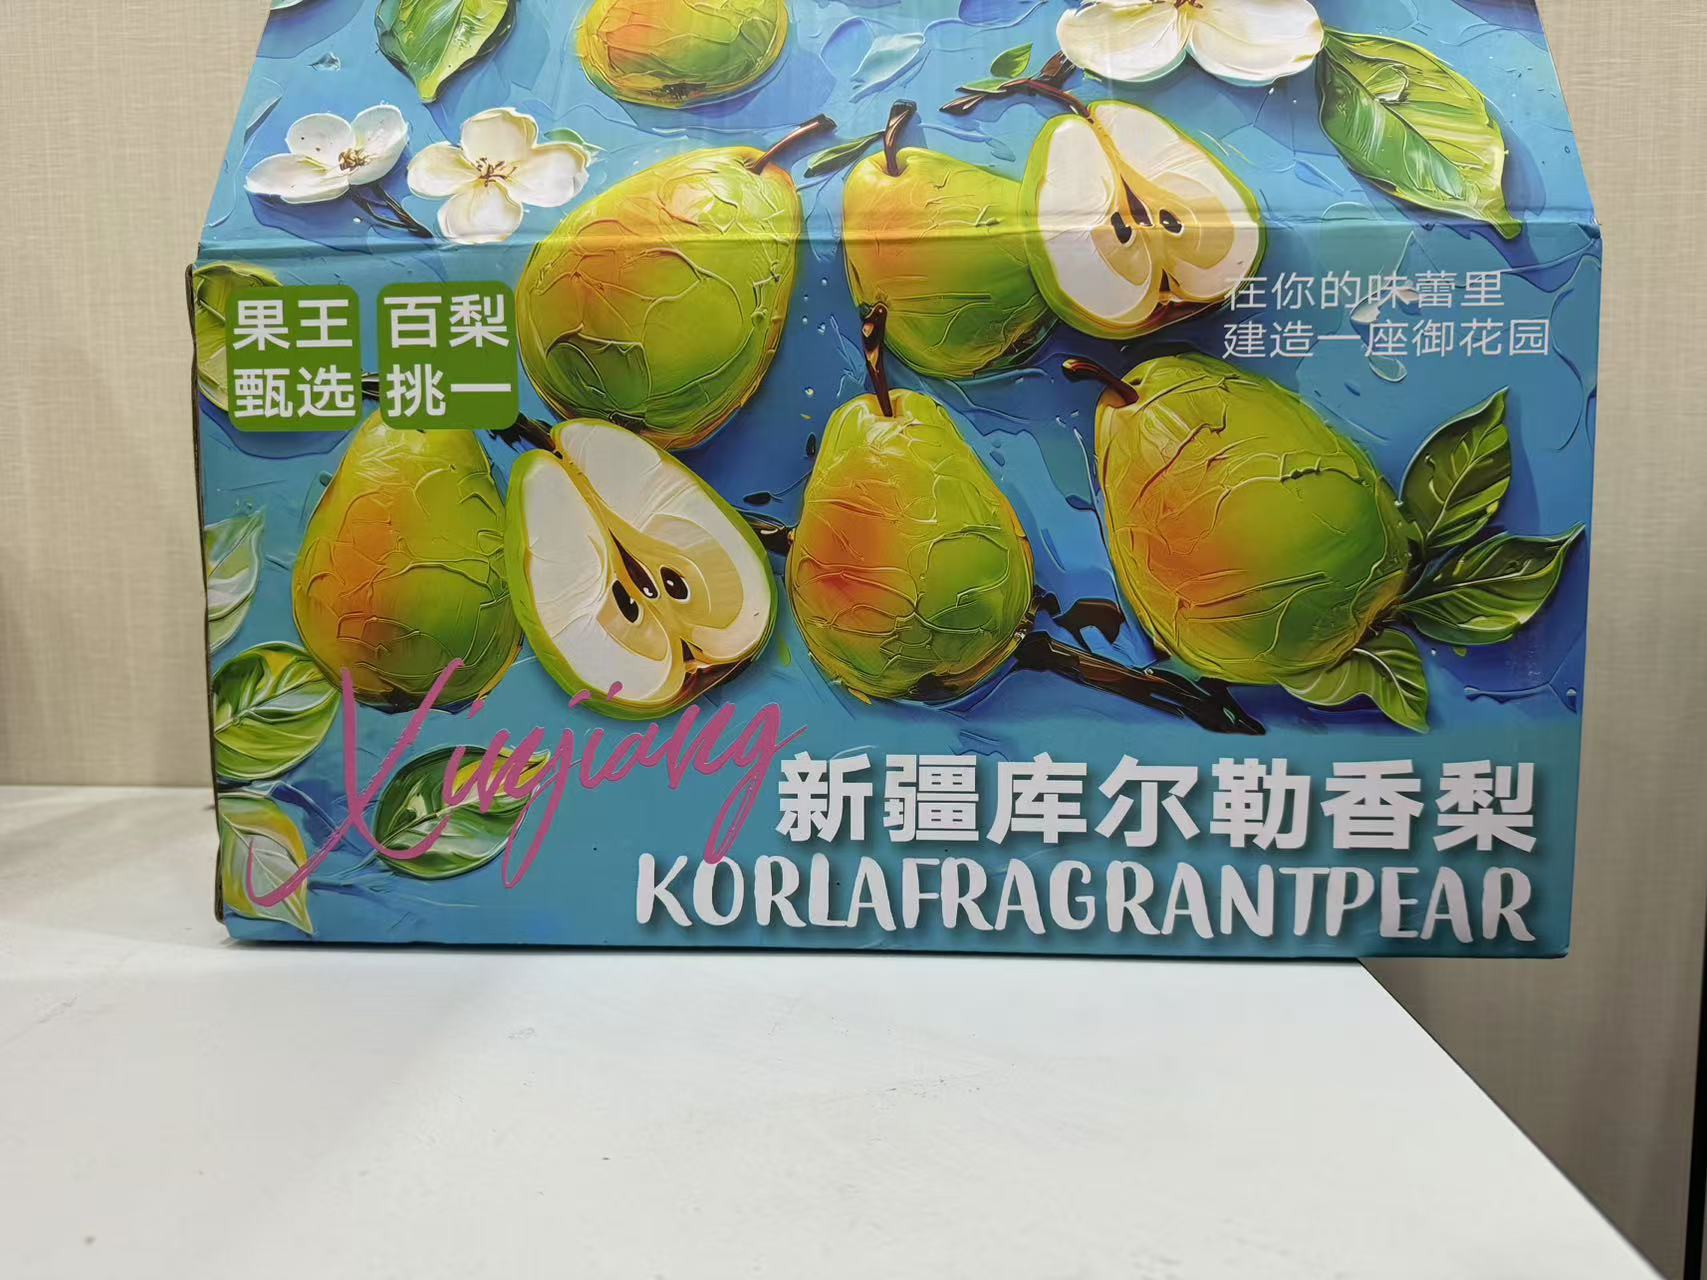 果王
甄选
百梨
挑一
在你的味蕾里
建造一座御花园
Xinjiang
新疆库尔勒香梨
KORLAFRAGRANTPEAR